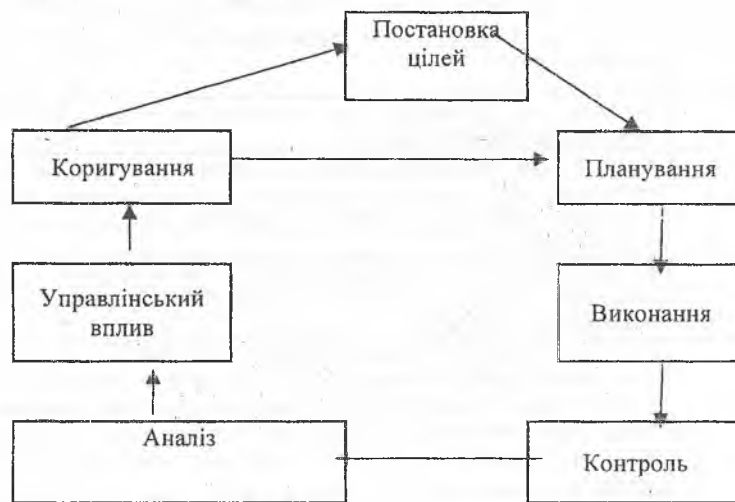 Постановка
цілей
Коригування
Планування
Управлінський
вплив
Виконання
Аналіз
Контроль